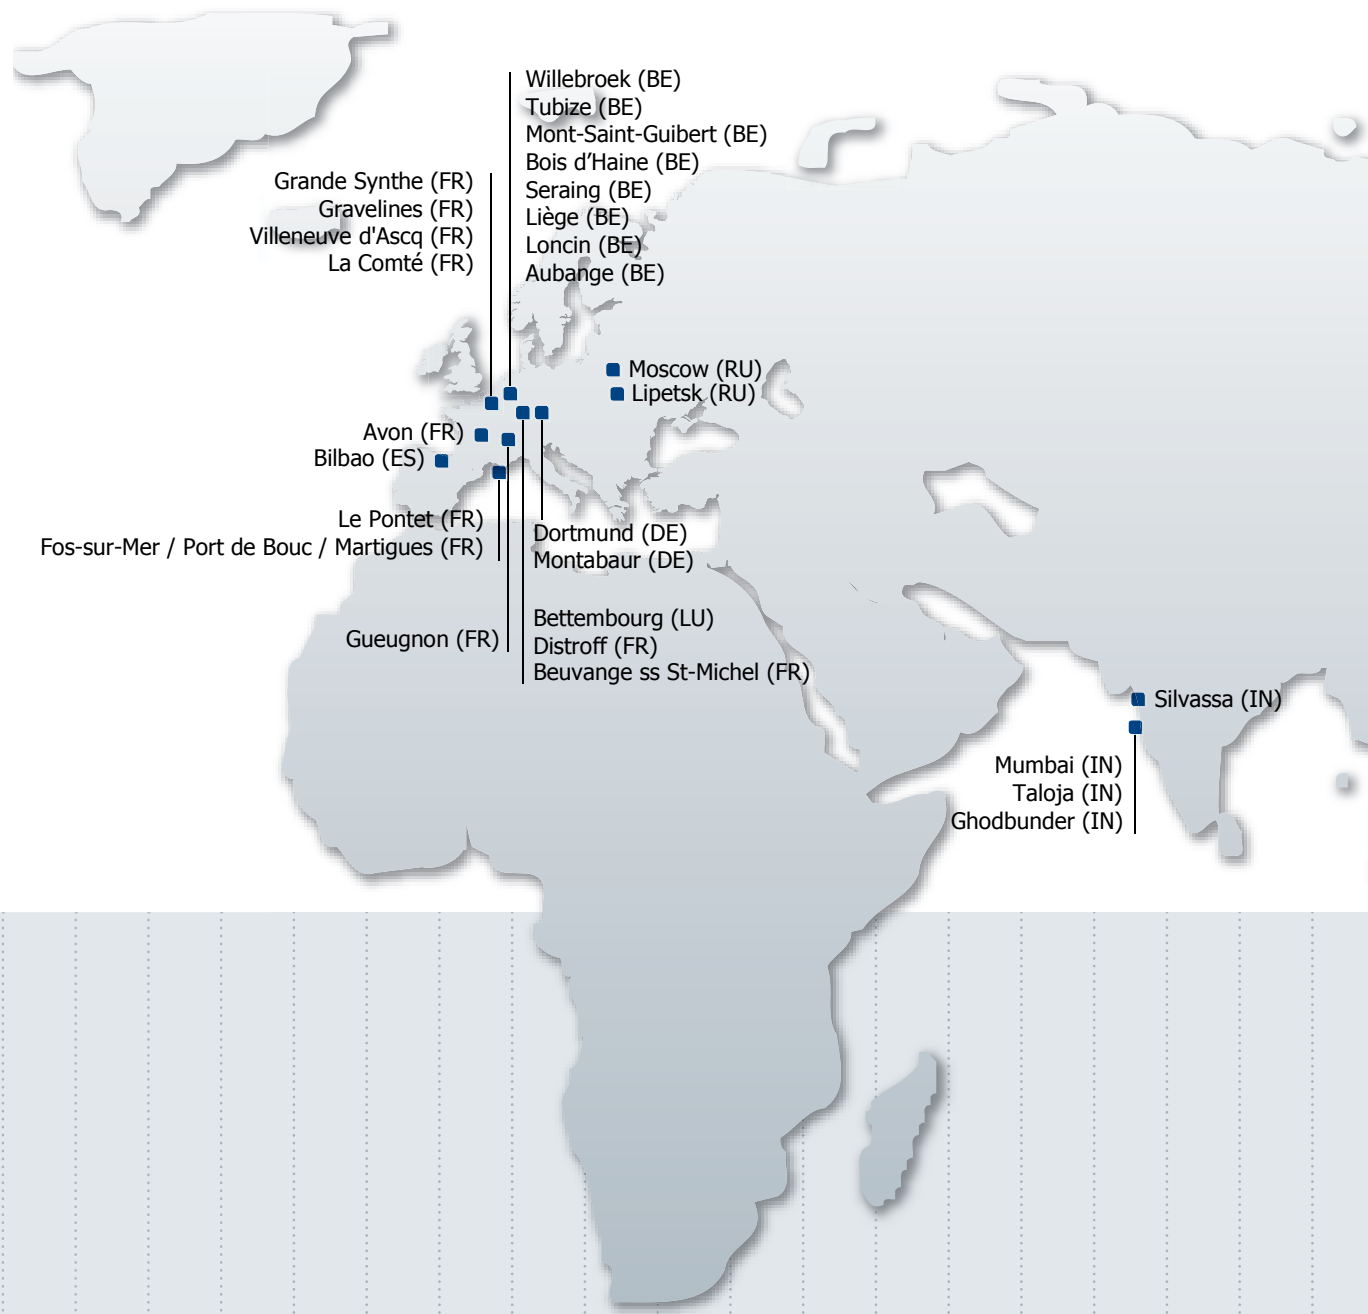 Willebroek (BE)
Tubize (BE)
Mont-Saint-Guibert (BE)
Bois d’Haine (BE)
Seraing (BE)
Liège (BE)
Loncin (BE)
Aubange (BE)
Grande Synthe (FR)
Gravelines (FR)
Villeneuve d'Ascq (FR)
La Comté (FR)
Moscow (RU)
Lipetsk (RU)
Avon (FR)
Bilbao (ES)
Le Pontet (FR)
Fos-sur-Mer / Port de Bouc / Martigues (FR)
Dortmund (DE)
Montabaur (DE)
Gueugnon (FR)
Bettembourg (LU)
Distroff (FR)
Beuvange ss St-Michel (FR)
Silvassa (IN)
Mumbai (IN)
Taloja (IN)
Ghodbunder (IN)